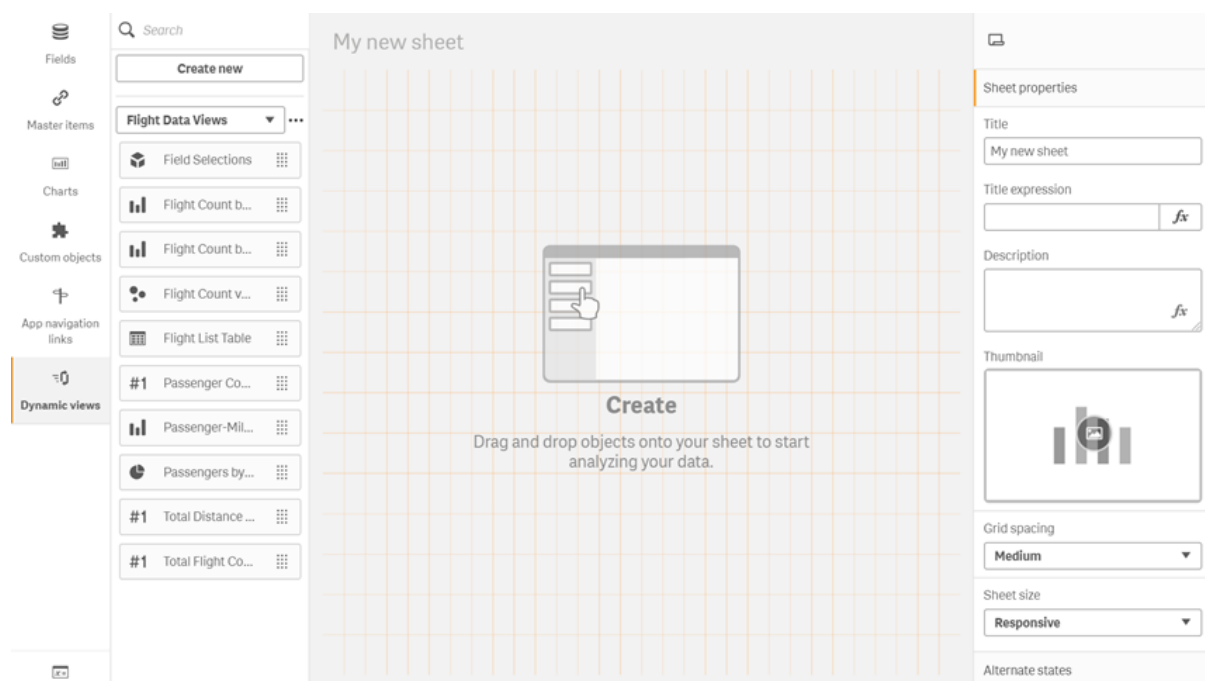 Fields
Master items
Charts
Custom objects
App navigation
links
Dynamic views
Search
Create new
Flight Data Views
Field Selections
Flight Count b...
Flight Count b...
Flight Count v...
Flight List Table
#1 Passenger Co...
Passenger-Mil...
Passengers by...
#1 Total Distance ...
#1 Total Flight Co...
My new sheet
Create
Drag and drop objects onto your sheet to start
analyzing your data.
Sheet properties
Title
My new sheet
Title expression
fx
Description
fx
Thumbnail
Grid spacing
Medium
Sheet size
Responsive
Alternate states